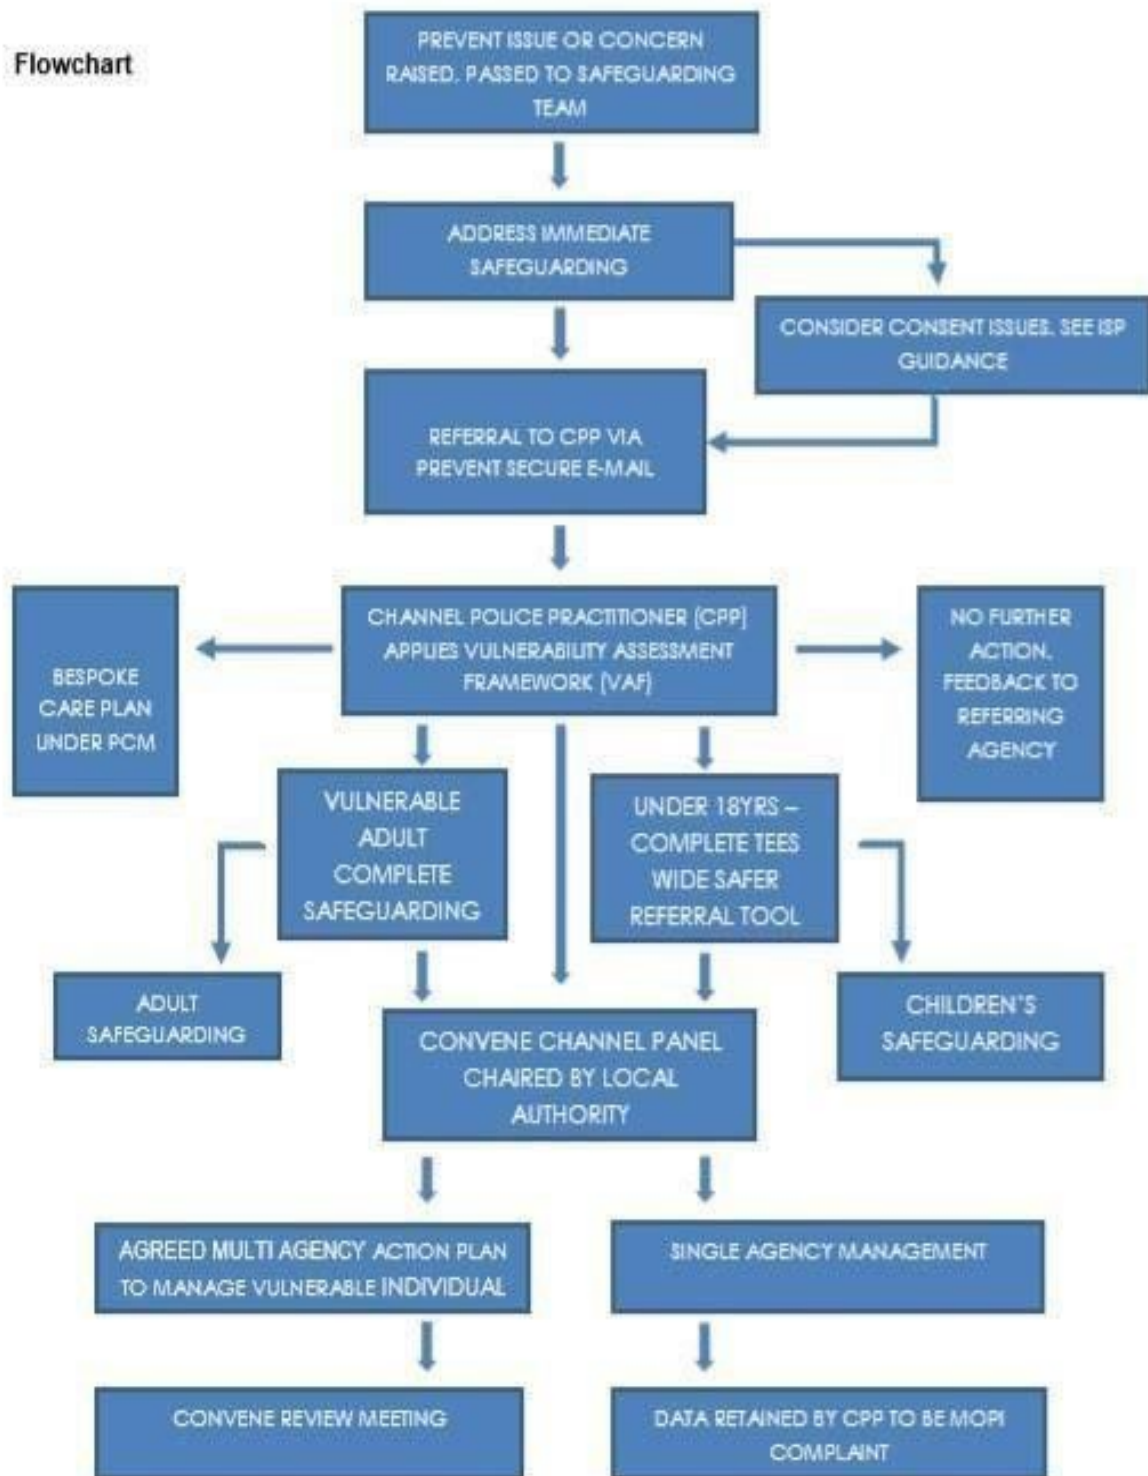 Flowchart
PREVENT ISSUE OR CONCERN
RAISED. PASSED TO SAFEGUARDING
TEAM
ADDRESS IMMEDIATE
SAFEGUARDING
CONSIDER CONSENT ISSUES. SEE ISP
GUIDANCE
REFERRAL TO CPP VIA
PREVENT SECURE E-MAIL
CHANNEL POLICE PRACTITIONER (CPP)
APPLIES VULNERABILITY ASSESSMENT
FRAMEWORK (VAF)
BESPOKE
CARE PLAN
UNDER PCM
NO FURTHER
ACTION.
FEEDBACK TO
REFERRING
AGENCY
VULNERABLE
ADULT
COMPLETE
SAFEGUARDING
UNDER 18YRS –
COMPLETE TEES
WIDE SAFER
REFERRAL TOOL
ADULT
SAFEGUARDING
CHILDREN'S
SAFEGUARDING
CONVENE CHANNEL PANEL
CHAIRED BY LOCAL
AUTHORITY
AGREED MULTI AGENCY ACTION PLAN
TO MANAGE VULNERABLE INDIVIDUAL
SINGLE AGENCY MANAGEMENT
CONVENE REVIEW MEETING
DATA RETAINED BY CPP TO BE MOPI
COMPLAINT